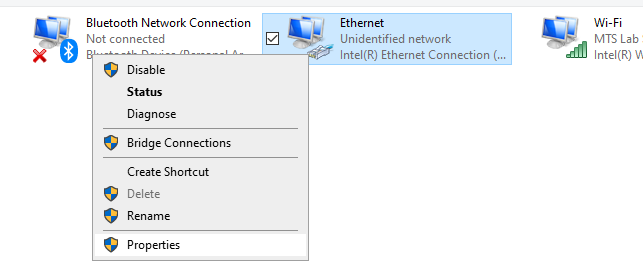 Bluetooth Network Connection
Not connected
Bluetooth Device (Personal Ar...
Ethernet
Unidentified network
Intel(R) Ethernet Connection (...
Wi-Fi
MTS Lab
Intel(R) W
Disable
Status
Diagnose
Bridge Connections
Create Shortcut
Delete
Rename
Properties